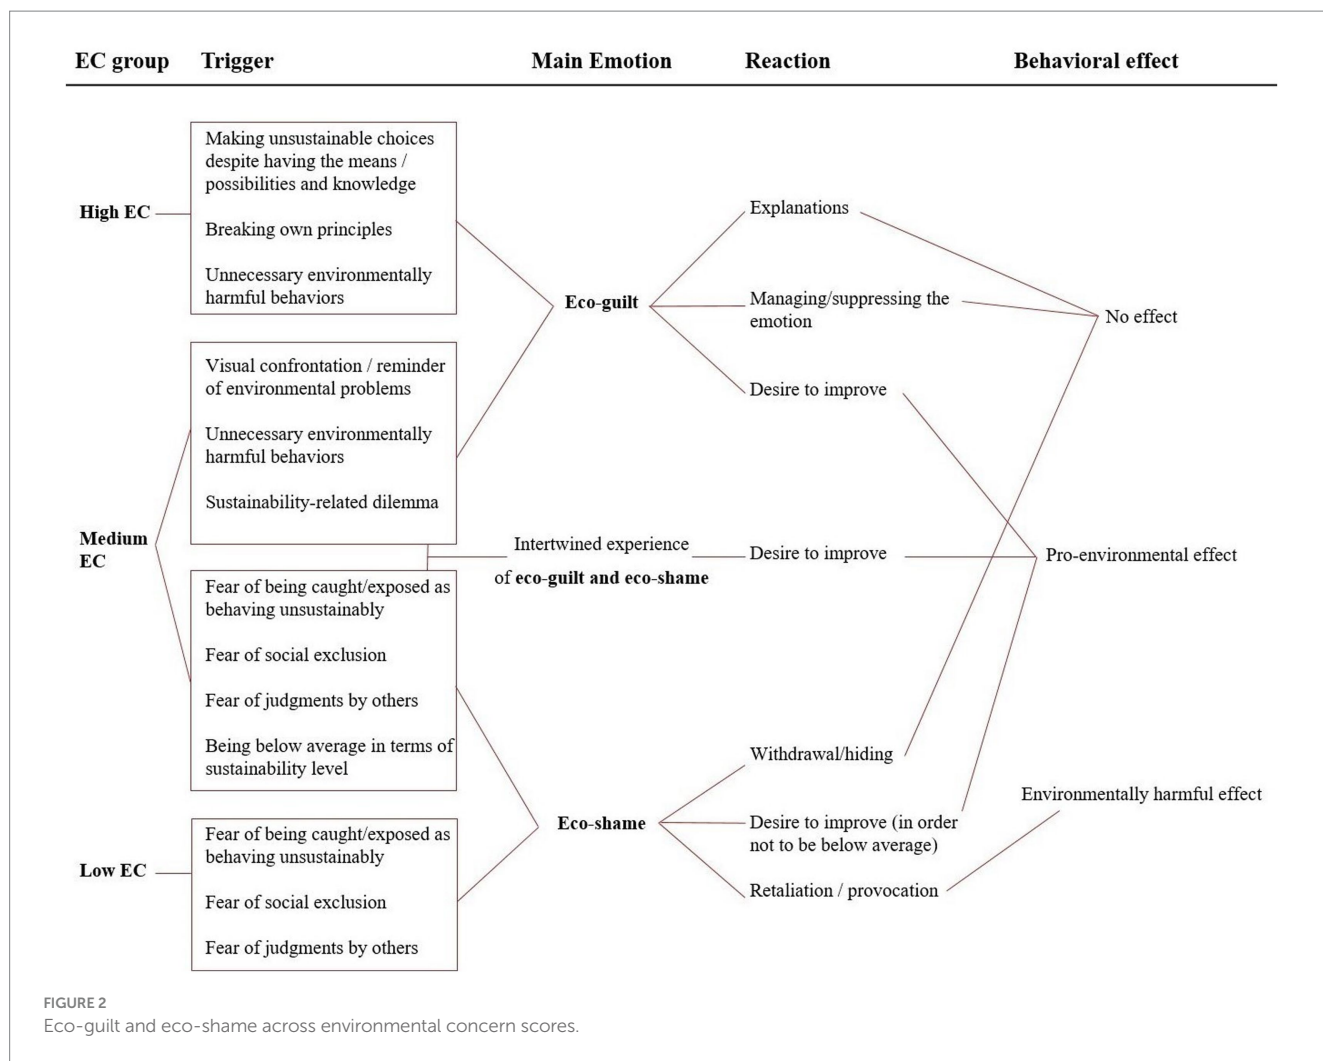 EC group Trigger Main Emotion Reaction Behavioral effect
High EC
Making unsustainable choices
despite having the means /
possibilities and knowledge
Breaking own principles
Unnecessary environmentally
harmful behaviors
Medium
EC
Visual confrontation / reminder
of environmental problems
Unnecessary environmentally
harmful behaviors
Sustainability-related dilemma
Fear of being caught/exposed as
behaving unsustainably
Fear of social exclusion
Fear of judgments by others
Being below average in terms of
sustainability level
Low EC
Fear of being caught/exposed as
behaving unsustainably
Fear of social exclusion
Fear of judgments by others
Eco-guilt
Intertwined experience
of eco-guilt and eco-shame
Eco-shame
Explanations
Managing/suppressing the
emotion
Desire to improve
Desire to improve
Withdrawal/hiding
Desire to improve (in order
not to be below average)
Retaliation / provocation
No effect
Pro-environmental effect
Environmentally harmful effect
FIGURE 2
Eco-guilt and eco-shame across environmental concern scores.